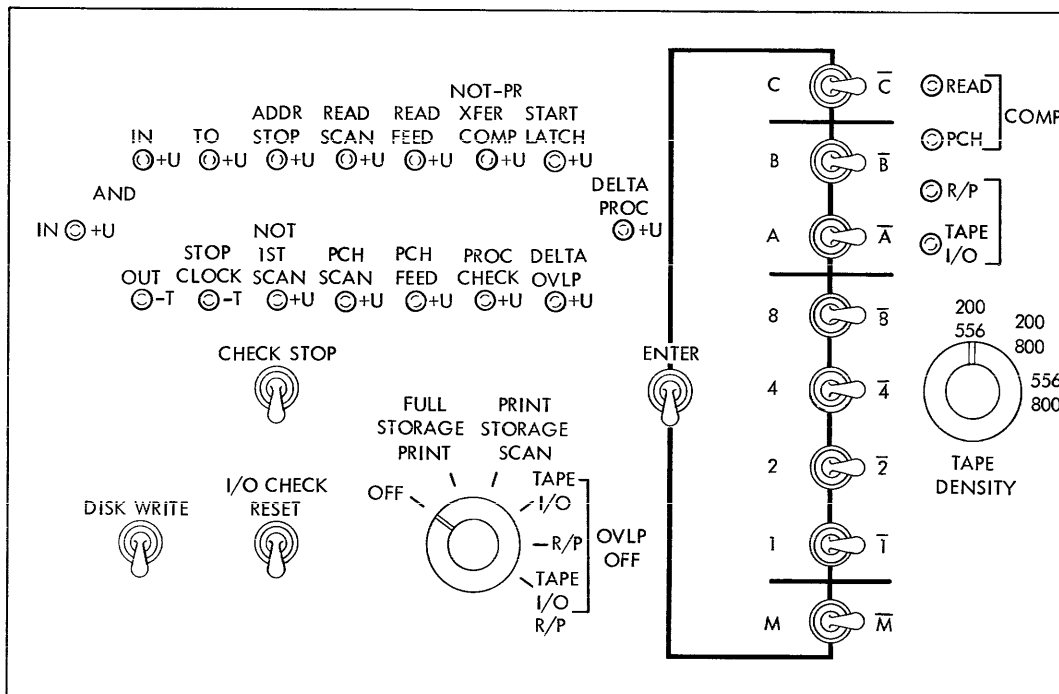 IN +U
TO +U
ADDR STOP +U
READ SCAN +U
READ FEED +U
NOT-PR XFER COMP +U
START LATCH +U
AND
IN +U
DELTA PROC +U
OUT -T
STOP CLOCK -T
NOT 1ST SCAN +U
PCH SCAN +U
PCH FEED +U
PROC CHECK +U
DELTA OVLP +U
CHECK STOP
DISK WRITE
I/O CHECK
RESET
OFF
FULL
STORAGE
PRINT
PRINT
STORAGE
SCAN
TAPE
I/O
R/P
TAPE
I/O
R/P
OVLP
OFF
ENTER
C C̅
B B̅
A A̅
8 8̅
4 4̅
2 2̅
1 1̅
M M̅
READ
PCH
COMP
R/P
TAPE
I/O
200
556
200
800
556
800
TAPE
DENSITY